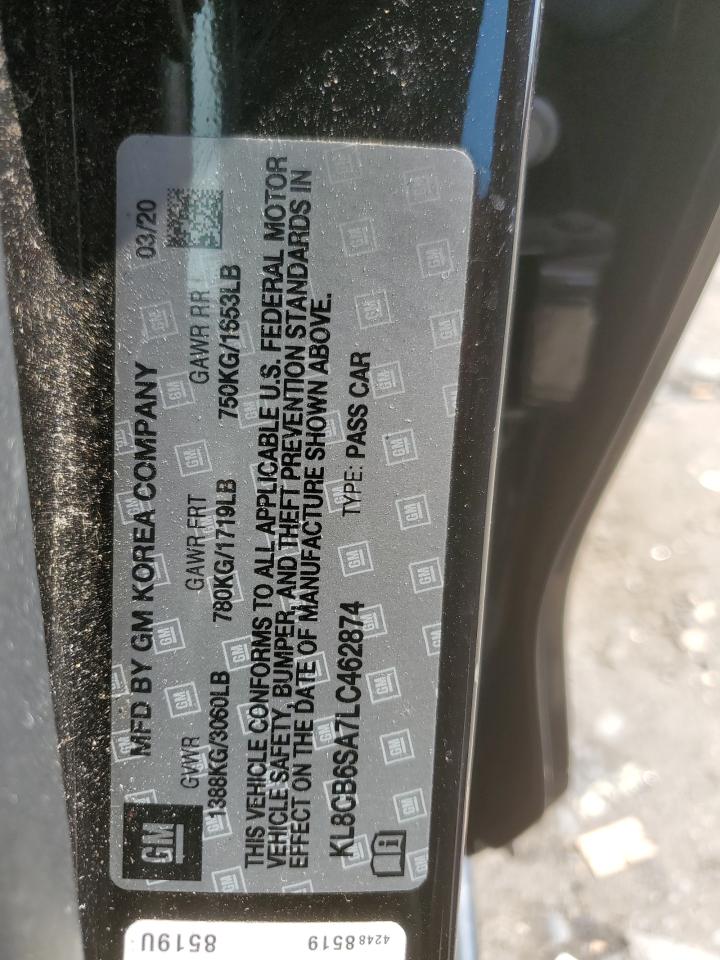 GM
MFD BY GM KOREA COMPANY 03/20
GVWR GAWR FRT GAWR RR
1388KG/3060LB 780KG/1719LB 750KG/1653LB
THIS VEHICLE CONFORMS TO ALL APPLICABLE U.S. FEDERAL MOTOR
VEHICLE SAFETY, BUMPER, AND THEFT PREVENTION STANDARDS IN
EFFECT ON THE DATE OF MANUFACTURE SHOWN ABOVE.
KL8CB6SA7LC462874 TYPE: PASS CAR
42488519
8519U